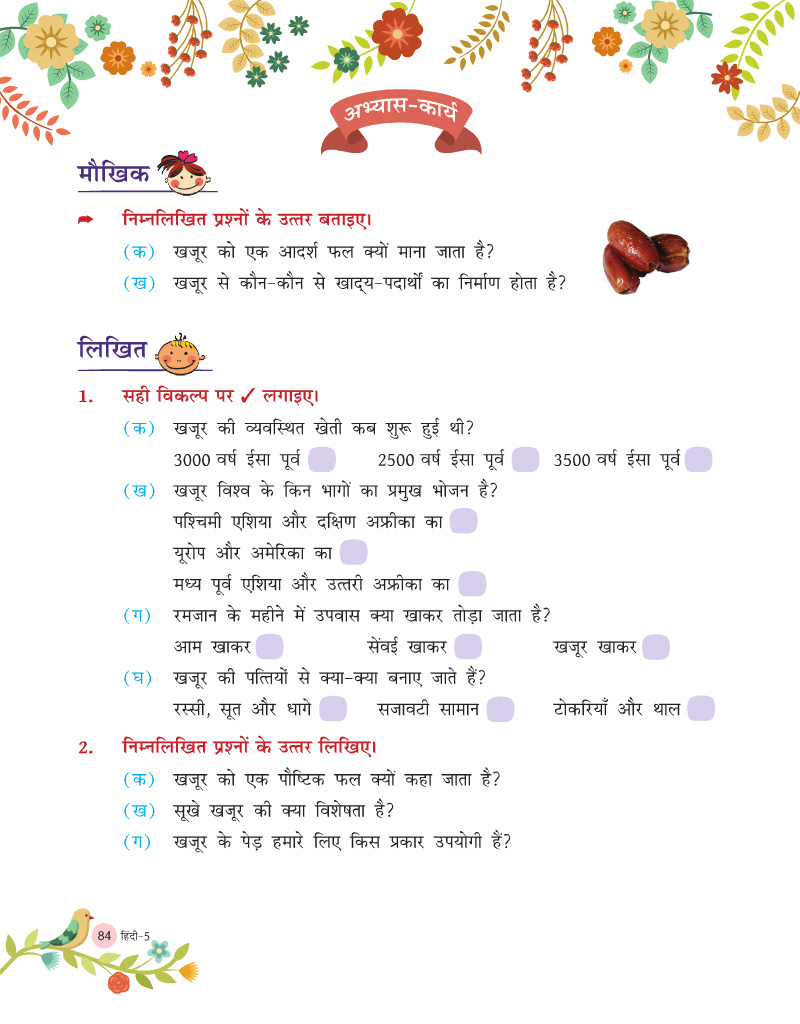 अभ्यास-कार्य
मौखिक
निम्नलिखित प्रश्नों के उत्तर बताइए।
(क) खजूर को एक आदर्श फल क्यों माना जाता है?
(ख) खजूर से कौन-कौन से खाद्य-पदार्थों का निर्माण होता है?
लिखित
1. सही विकल्प पर ✓ लगाइए।
(क) खजूर की व्यवस्थित खेती कब शुरू हुई थी?
3000 वर्ष ईसा पूर्व 2500 वर्ष ईसा पूर्व 3500 वर्ष ईसा पूर्व
(ख) खजूर विश्व के किन भागों का प्रमुख भोजन है?
पश्चिमी एशिया और दक्षिण अफ्रीका का
यूरोप और अमेरिका का
मध्य पूर्व एशिया और उत्तरी अफ्रीका का
(ग) रमजान के महीने में उपवास क्या खाकर तोड़ा जाता है?
आम खाकर सेंवई खाकर खजूर खाकर
(घ) खजूर की पत्तियों से क्या-क्या बनाए जाते हैं?
रस्सी, सूत और धागे सजावटी सामान टोकरियाँ और थाल
2. निम्नलिखित प्रश्नों के उत्तर लिखिए।
(क) खजूर को एक पौष्टिक फल क्यों कहा जाता है?
(ख) सूखे खजूर की क्या विशेषता है?
(ग) खजूर के पेड़ हमारे लिए किस प्रकार उपयोगी हैं?
84 हिंदी-5